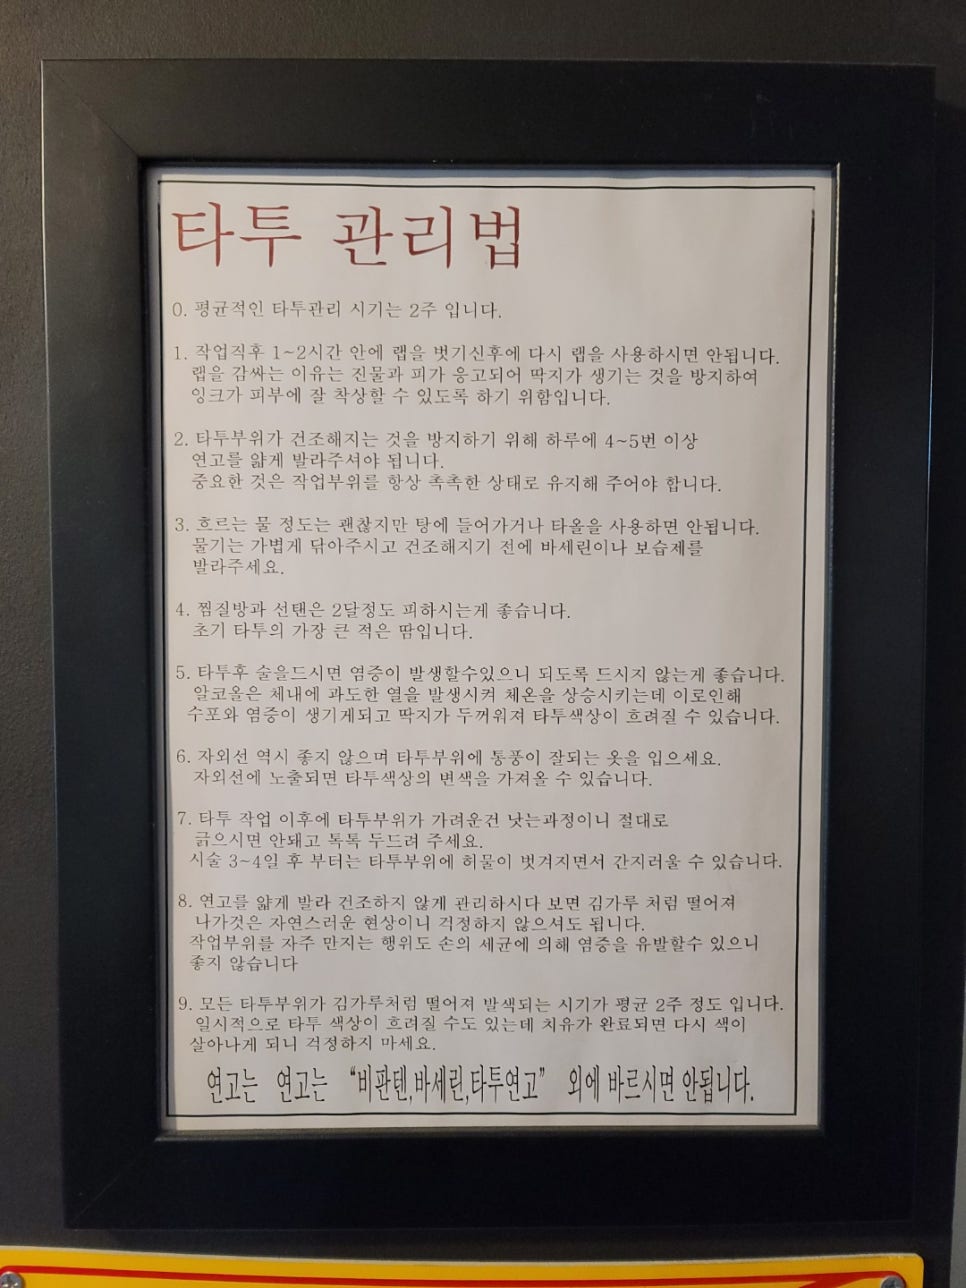 타투 관리법
0. 평균적인 타투관리 시기는 2주 입니다.
1. 작업직후 1~2시간 안에 랩을 벗기신후에 다시 랩을 사용하시면 안됩니다.
랩을 감싸는 이유는 진물과 피가 응고되어 딱지가 생기는 것을 방지하여
잉크가 피부에 잘 착상할 수 있도록 하기 위함입니다.
2. 타투부위가 건조해지는 것을 방지하기 위해 하루에 4~5번 이상
연고를 얇게 발라주셔야 됩니다.
중요한 것은 작업부위를 항상 촉촉한 상태로 유지해 주어야 합니다.
3. 흐르는 물 정도는 괜찮지만 탕에 들어가거나 타올을 사용하면 안됩니다.
물기는 가볍게 닦아주시고 건조해지기 전에 바세린이나 보습제를
발라주세요.
4. 찜질방과 선탠은 2달정도 피하시는게 좋습니다.
초기 타투의 가장 큰 적은 땀입니다.
5. 타투후 술을드시면 염증이 발생할수있으니 되도록 드시지 않는게 좋습니다.
알코올은 체내에 과도한 열을 발생시켜 체온을 상승시키는데 이로인해
수포와 염증이 생기게되고 딱지가 두꺼워져 타투색상이 흐려질 수 있습니다.
6. 자외선 역시 좋지 않으며 타투부위에 통풍이 잘되는 옷을 입으세요.
자외선에 노출되면 타투색상의 변색을 가져올 수 있습니다.
7. 타투 작업 이후에 타투부위가 가려운건 낫는과정이니 절대로
긁으시면 안돼고 톡톡 두드려 주세요.
시술 3~4일 후 부터는 타투부위에 허물이 벗겨지면서 간지러울 수 있습니다.
8. 연고를 얇게 발라 건조하지 않게 관리하시다 보면 김가루 처럼 떨어져
나가것은 자연스러운 현상이니 걱정하지 않으셔도 됩니다.
작업부위를 자주 만지는 행위도 손의 세균에 의해 염증을 유발할수 있으니
좋지 않습니다
9. 모든 타투부위가 김가루처럼 떨어져 발색되는 시기가 평균 2주 정도 입니다.
일시적으로 타투 색상이 흐려질 수도 있는데 치유가 완료되면 다시 색이
살아나게 되니 걱정하지 마세요.
연고는 연고는 “비판텐,바세린,타투연고” 외에 바르시면 안됩니다.